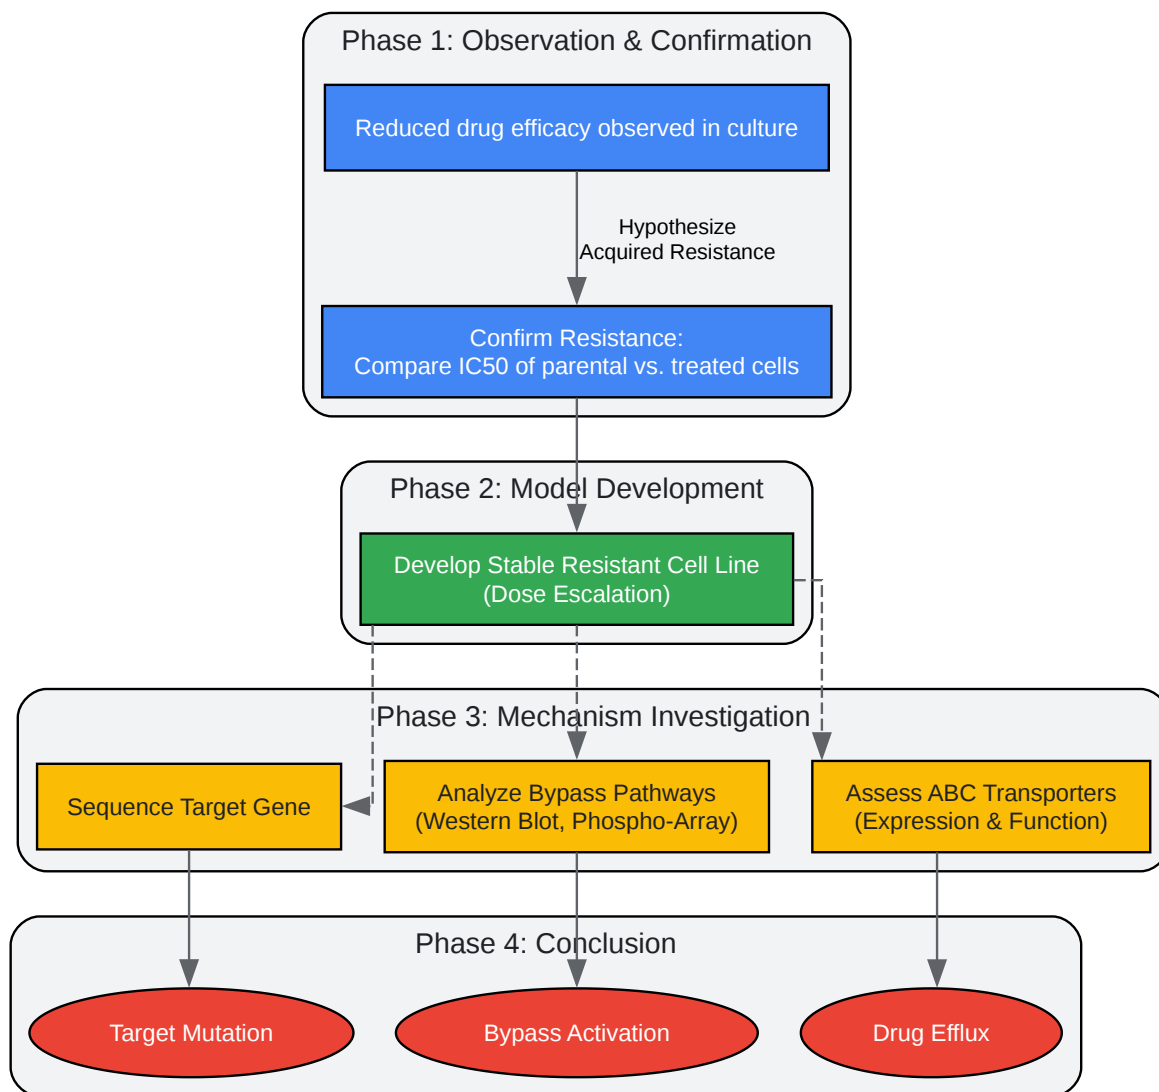 Phase 1: Observation & Confirmation
Reduced drug efficacy observed in culture
Hypothesize
Acquired Resistance
Confirm Resistance:
Compare IC50 of parental vs. treated cells
Phase 2: Model Development
Develop Stable Resistant Cell Line
(Dose Escalation)
Phase 3: Mechanism Investigation
Sequence Target Gene
Analyze Bypass Pathways
(Western Blot, Phospho-Array)
Assess ABC Transporters
(Expression & Function)
Phase 4: Conclusion
Target Mutation
Bypass Activation
Drug Efflux